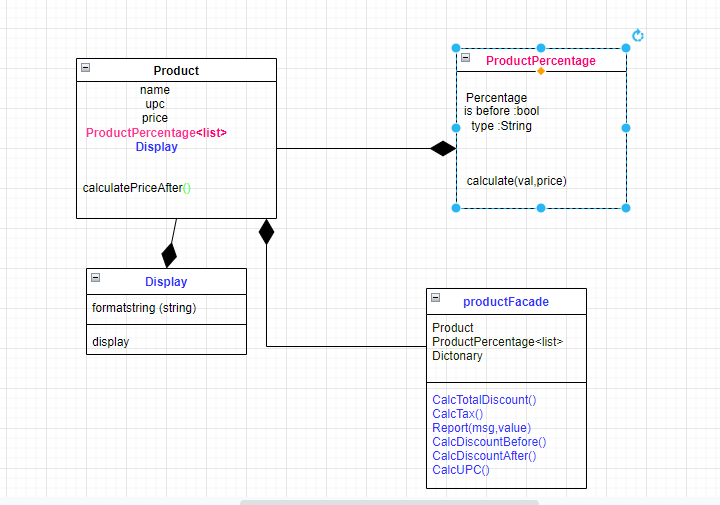 Product
name
upc
price
ProductPercentage<list>
Display
calculatePriceAfter()
ProductPercentage
Percentage
is before :bool
type :String
calculate(val,price)
Display
formatstring (string)
display
productFacade
Product
ProductPercentage<list>
Dictonary
CalcTotalDiscount()
CalcTax()
Report(msg,value)
CalcDiscountBefore()
CalcDiscountAfter()
CalcUPC()